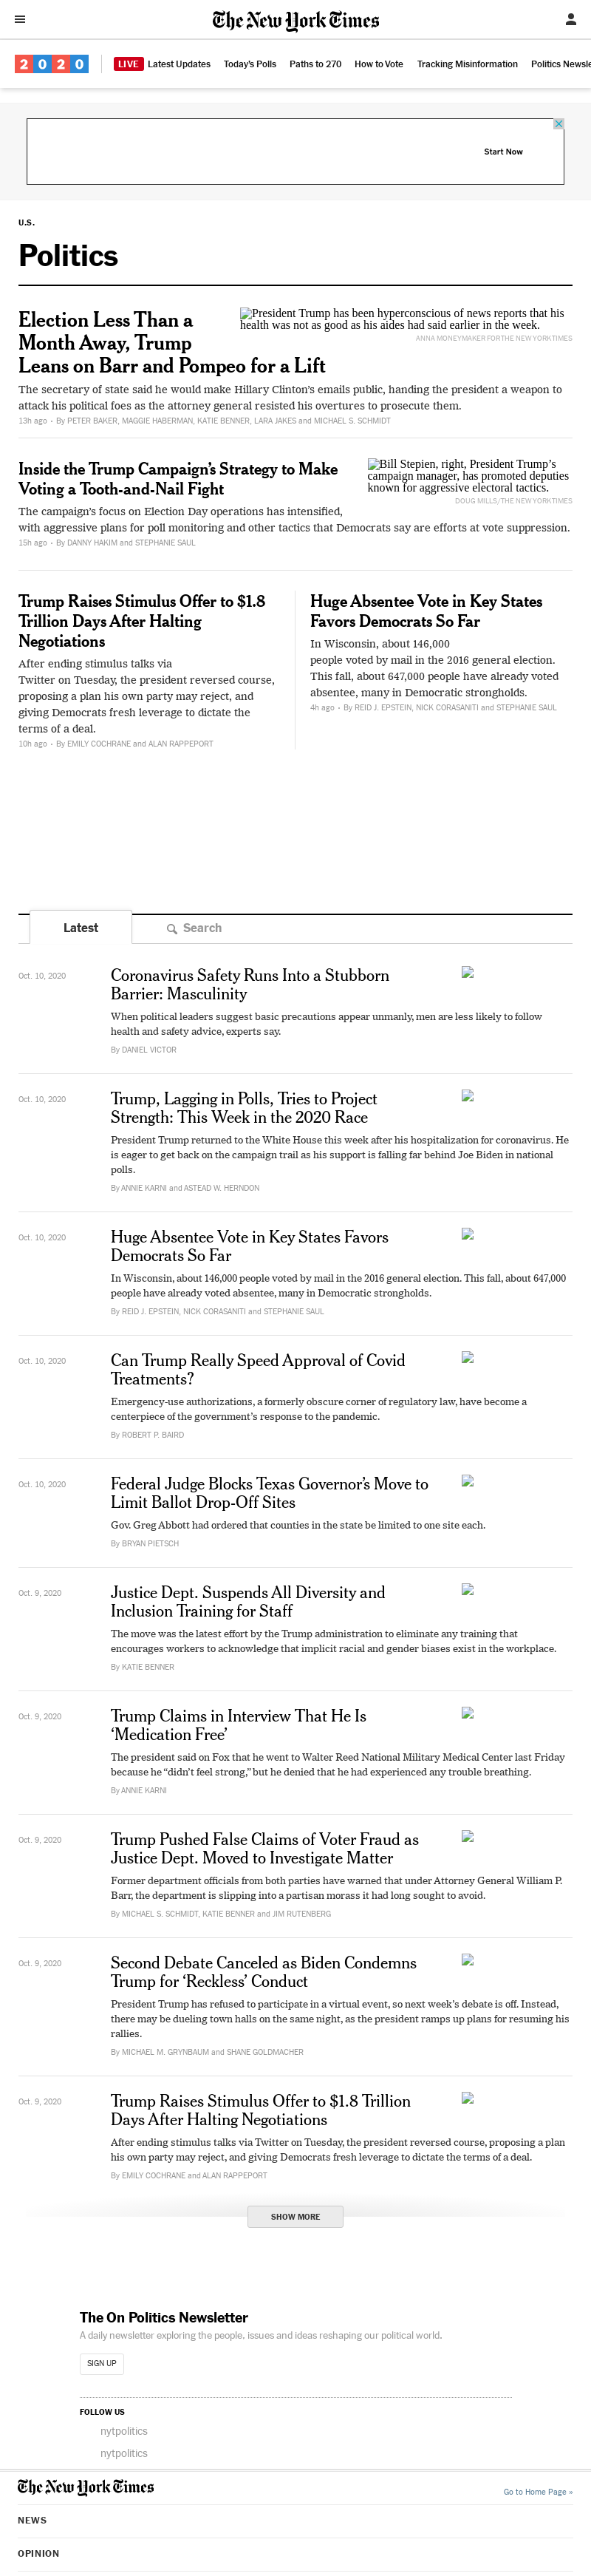 The New York Times
2020
LIVE Latest Updates Today's Polls Paths to 270 How to Vote Tracking Misinformation Politics Newsle
Start Now
U.S.
Politics
Election Less Than a
Month Away, Trump
Leans on Barr and Pompeo for a Lift
President Trump has been hyperconscious of news reports that his
health was not as good as his aides had said earlier in the week.
ANNA MONEYMAKER FOR THE NEW YORK TIMES
The secretary of state said he would make Hillary Clinton's emails public, handing the president a weapon to
attack his political foes as the attorney general resisted his overtures to prosecute them.
13h ago • By PETER BAKER, MAGGIE HABERMAN, KATIE BENNER, LARA JAKES and MICHAEL S. SCHMIDT
Inside the Trump Campaign's Strategy to Make
Voting a Tooth-and-Nail Fight
Bill Stepien, right, President Trump's
campaign manager, has promoted deputies
known for aggressive electoral tactics.
DOUG MILLS/THE NEW YORK TIMES
The campaign's focus on Election Day operations has intensified,
with aggressive plans for poll monitoring and other tactics that Democrats say are efforts at vote suppression.
15h ago • By DANNY HAKIM and STEPHANIE SAUL
Trump Raises Stimulus Offer to $1.8
Trillion Days After Halting
Negotiations
After ending stimulus talks via
Twitter on Tuesday, the president reversed course,
proposing a plan his own party may reject, and
giving Democrats fresh leverage to dictate the
terms of a deal.
10h ago • By EMILY COCHRANE and ALAN RAPPEPORT
Huge Absentee Vote in Key States
Favors Democrats So Far
In Wisconsin, about 146,000
people voted by mail in the 2016 general election.
This fall, about 647,000 people have already voted
absentee, many in Democratic strongholds.
4h ago • By REID J. EPSTEIN, NICK CORASANITI and STEPHANIE SAUL
Latest
Search
Oct. 10, 2020
Coronavirus Safety Runs Into a Stubborn
Barrier: Masculinity
When political leaders suggest basic precautions appear unmanly, men are less likely to follow
health and safety advice, experts say.
By DANIEL VICTOR
Oct. 10, 2020
Trump, Lagging in Polls, Tries to Project
Strength: This Week in the 2020 Race
President Trump returned to the White House this week after his hospitalization for coronavirus. He
is eager to get back on the campaign trail as his support is falling far behind Joe Biden in national
polls.
By ANNIE KARNI and ASTEAD W. HERNDON
Oct. 10, 2020
Huge Absentee Vote in Key States Favors
Democrats So Far
In Wisconsin, about 146,000 people voted by mail in the 2016 general election. This fall, about 647,000
people have already voted absentee, many in Democratic strongholds.
By REID J. EPSTEIN, NICK CORASANITI and STEPHANIE SAUL
Oct. 10, 2020
Can Trump Really Speed Approval of Covid
Treatments?
Emergency-use authorizations, a formerly obscure corner of regulatory law, have become a
centerpiece of the government's response to the pandemic.
By ROBERT P. BAIRD
Oct. 10, 2020
Federal Judge Blocks Texas Governor's Move to
Limit Ballot Drop-Off Sites
Gov. Greg Abbott had ordered that counties in the state be limited to one site each.
By BRYAN PIETSCH
Oct. 9, 2020
Justice Dept. Suspends All Diversity and
Inclusion Training for Staff
The move was the latest effort by the Trump administration to eliminate any training that
encourages workers to acknowledge that implicit racial and gender biases exist in the workplace.
By KATIE BENNER
Oct. 9, 2020
Trump Claims in Interview That He Is
‘Medication Free’
The president said on Fox that he went to Walter Reed National Military Medical Center last Friday
because he “didn't feel strong,” but he denied that he had experienced any trouble breathing.
By ANNIE KARNI
Oct. 9, 2020
Trump Pushed False Claims of Voter Fraud as
Justice Dept. Moved to Investigate Matter
Former department officials from both parties have warned that under Attorney General William P.
Barr, the department is slipping into a partisan morass it had long sought to avoid.
By MICHAEL S. SCHMIDT, KATIE BENNER and JIM RUTENBERG
Oct. 9, 2020
Second Debate Canceled as Biden Condemns
Trump for ‘Reckless’ Conduct
President Trump has refused to participate in a virtual event, so next week's debate is off. Instead,
there may be dueling town halls on the same night, as the president ramps up plans for resuming his
rallies.
By MICHAEL M. GRYNBAUM and SHANE GOLDMACHER
Oct. 9, 2020
Trump Raises Stimulus Offer to $1.8 Trillion
Days After Halting Negotiations
After ending stimulus talks via Twitter on Tuesday, the president reversed course, proposing a plan
his own party may reject, and giving Democrats fresh leverage to dictate the terms of a deal.
By EMILY COCHRANE and ALAN RAPPEPORT
SHOW MORE
The On Politics Newsletter
A daily newsletter exploring the people, issues and ideas reshaping our political world.
SIGN UP
FOLLOW US
nytpolitics
nytpolitics
The New York Times
Go to Home Page »
NEWS
OPINION